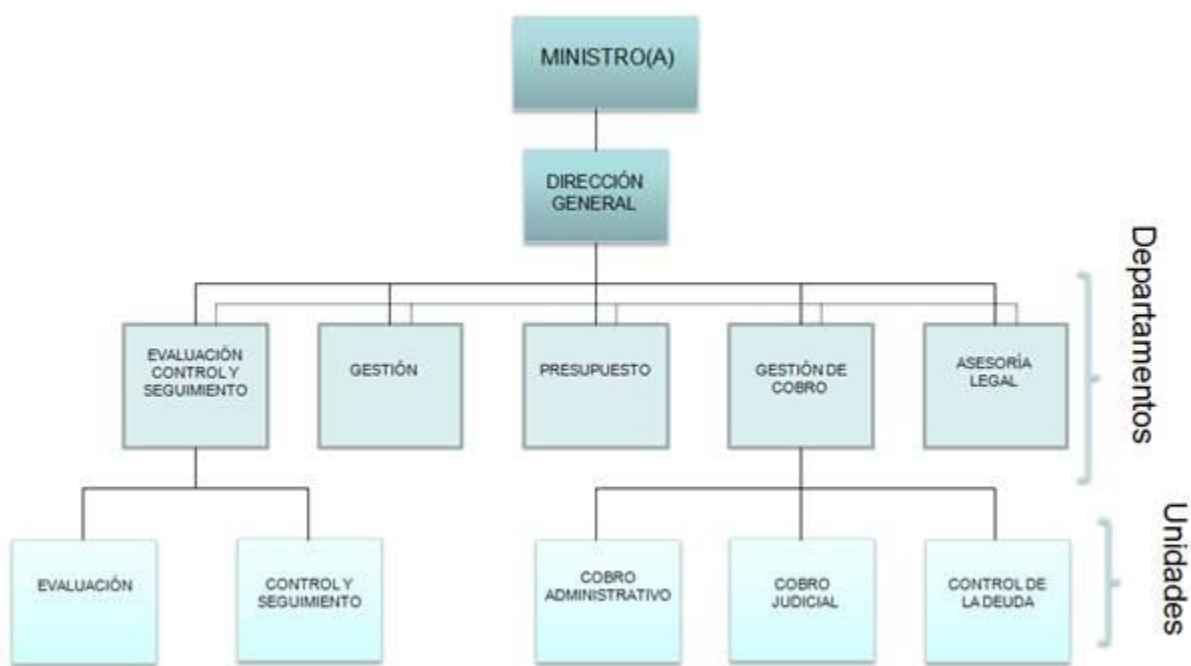 MINISTRO(A)
DIRECCIÓN
GENERAL
Departamentos
EVALUACIÓN
CONTROL Y
SEGUIMIENTO
GESTIÓN
PRESUPUESTO
GESTIÓN DE
COBRO
ASESORÍA
LEGAL
Unidades
EVALUACIÓN
CONTROL Y
SEGUIMIENTO
COBRO
ADMINISTRATIVO
COBRO
JUDICIAL
CONTROL DE
LA DEUDA